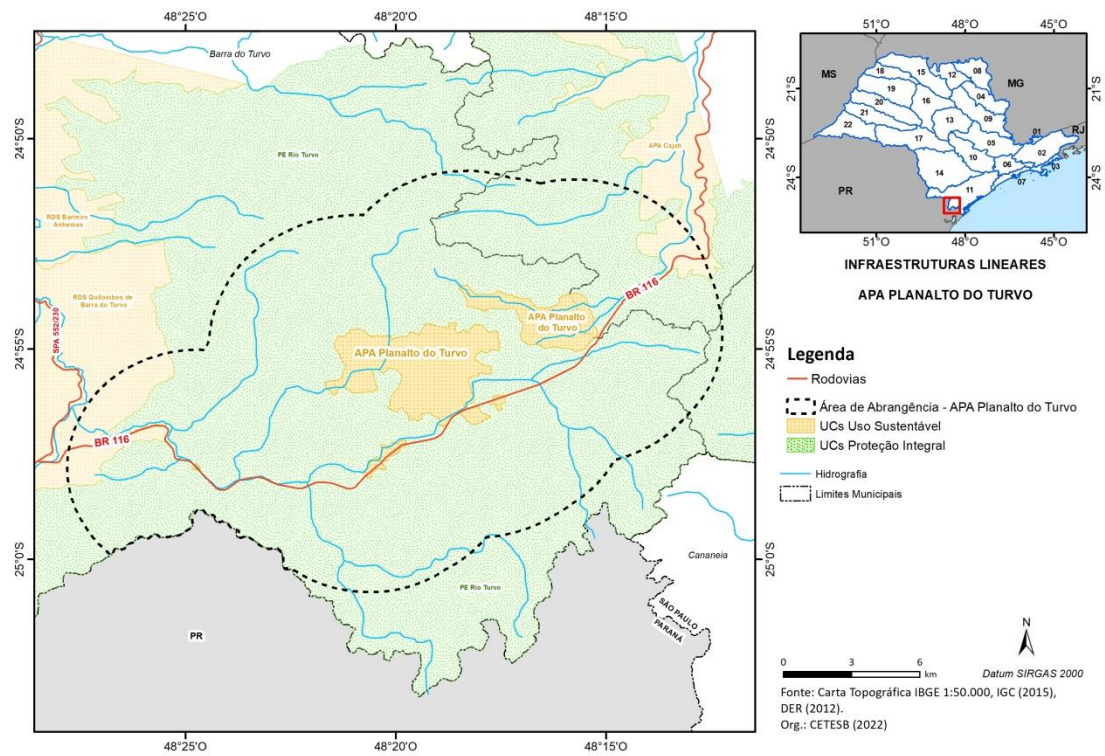 48°25'O
48°20'O
48°15'O
Barra do Turvo
24°50'S
24°50'S
PE Rio Turvo
APA Cajati
RDS Barreiro
Anhemas
RDS Quilombos de
Barra do Turvo
SPA 552/230
BR 116
APA Planalto
do Turvo
APA Planalto do Turvo
24°55'S
24°55'S
BR 116
25°0'S
25°0'S
Cananeia
PE Rio Turvo
SÃO PAULO
PARANÁ
PR
48°25'O
48°20'O
48°15'O
51°O
48°O
45°O
MS
MG
RJ
PR
21°S
21°S
24°S
24°S
18
15
12
08
19
04
20
16
21
13
09
22
17
05
01
02
10
06
03
14
07
11
51°O
48°O
45°O
INFRAESTRUTURAS LINEARES
APA PLANALTO DO TURVO
Legenda
Rodovias
Área de Abrangência - APA Planalto do Turvo
UCs Uso Sustentável
UCs Proteção Integral
Hidrografia
Limites Municipais
N
0 3 6
km
Datum SIRGAS 2000
Fonte: Carta Topográfica IBGE 1:50.000, IGC (2015),
DER (2012).
Org.: CETESB (2022)